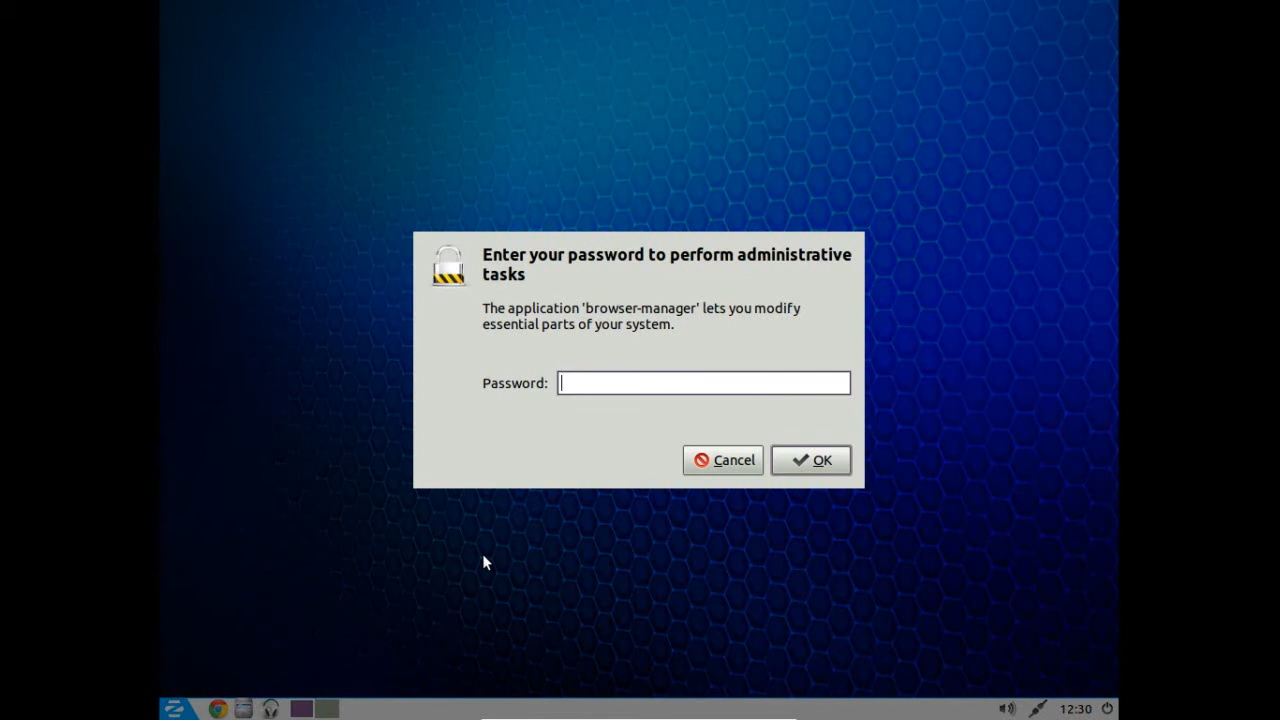 Enter your password to perform administrative
tasks
The application 'browser-manager' lets you modify
essential parts of your system.
Password:
Cancel
OK
12:30